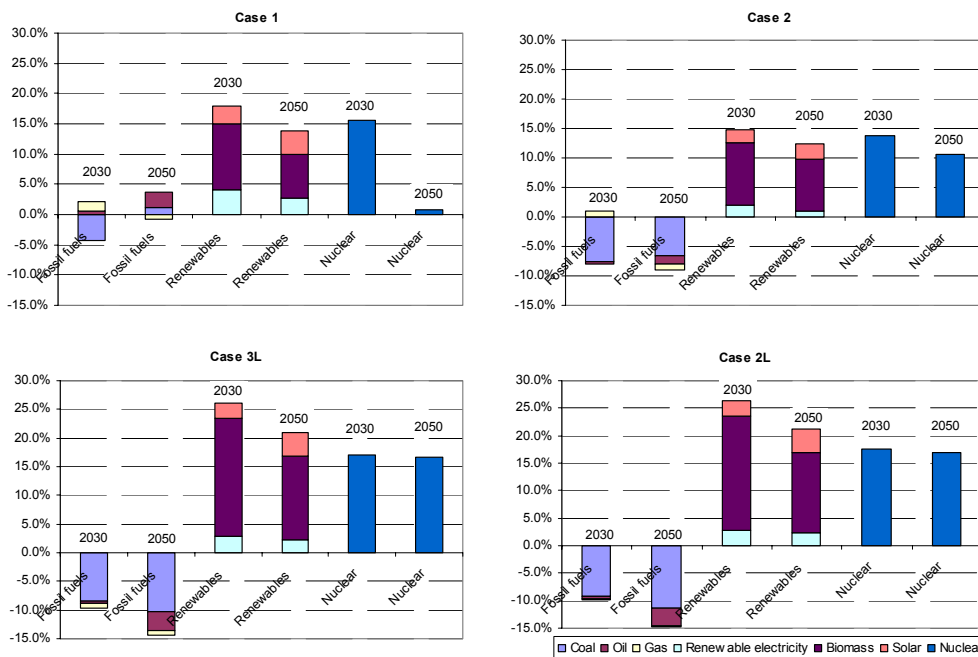 Case 1
30.0%
25.0%
20.0%
15.0%
10.0%
5.0%
0.0%
-5.0%
-10.0%
-15.0%
2030
2050
2030
2050
2030
2050
Fossil fuels
Fossil fuels
Renewables
Renewables
Nuclear
Nuclear
Case 2
30.0%
25.0%
20.0%
15.0%
10.0%
5.0%
0.0%
-5.0%
-10.0%
-15.0%
2030
2050
2030
2050
2030
2050
Fossil fuels
Fossil fuels
Renewables
Renewables
Nuclear
Nuclear
Case 3L
30.0%
25.0%
20.0%
15.0%
10.0%
5.0%
0.0%
-5.0%
-10.0%
-15.0%
2030
2050
2030
2050
2030
2050
Fossil fuels
Fossil fuels
Renewables
Renewables
Nuclear
Nuclear
Case 2L
30.0%
25.0%
20.0%
15.0%
10.0%
5.0%
0.0%
-5.0%
-10.0%
-15.0%
2030
2050
2030
2050
2030
2050
Fossil fuels
Fossil fuels
Renewables
Renewables
Nuclear
Nuclear
Coal Oil Gas Renewable electricity Biomass Solar Nuclear